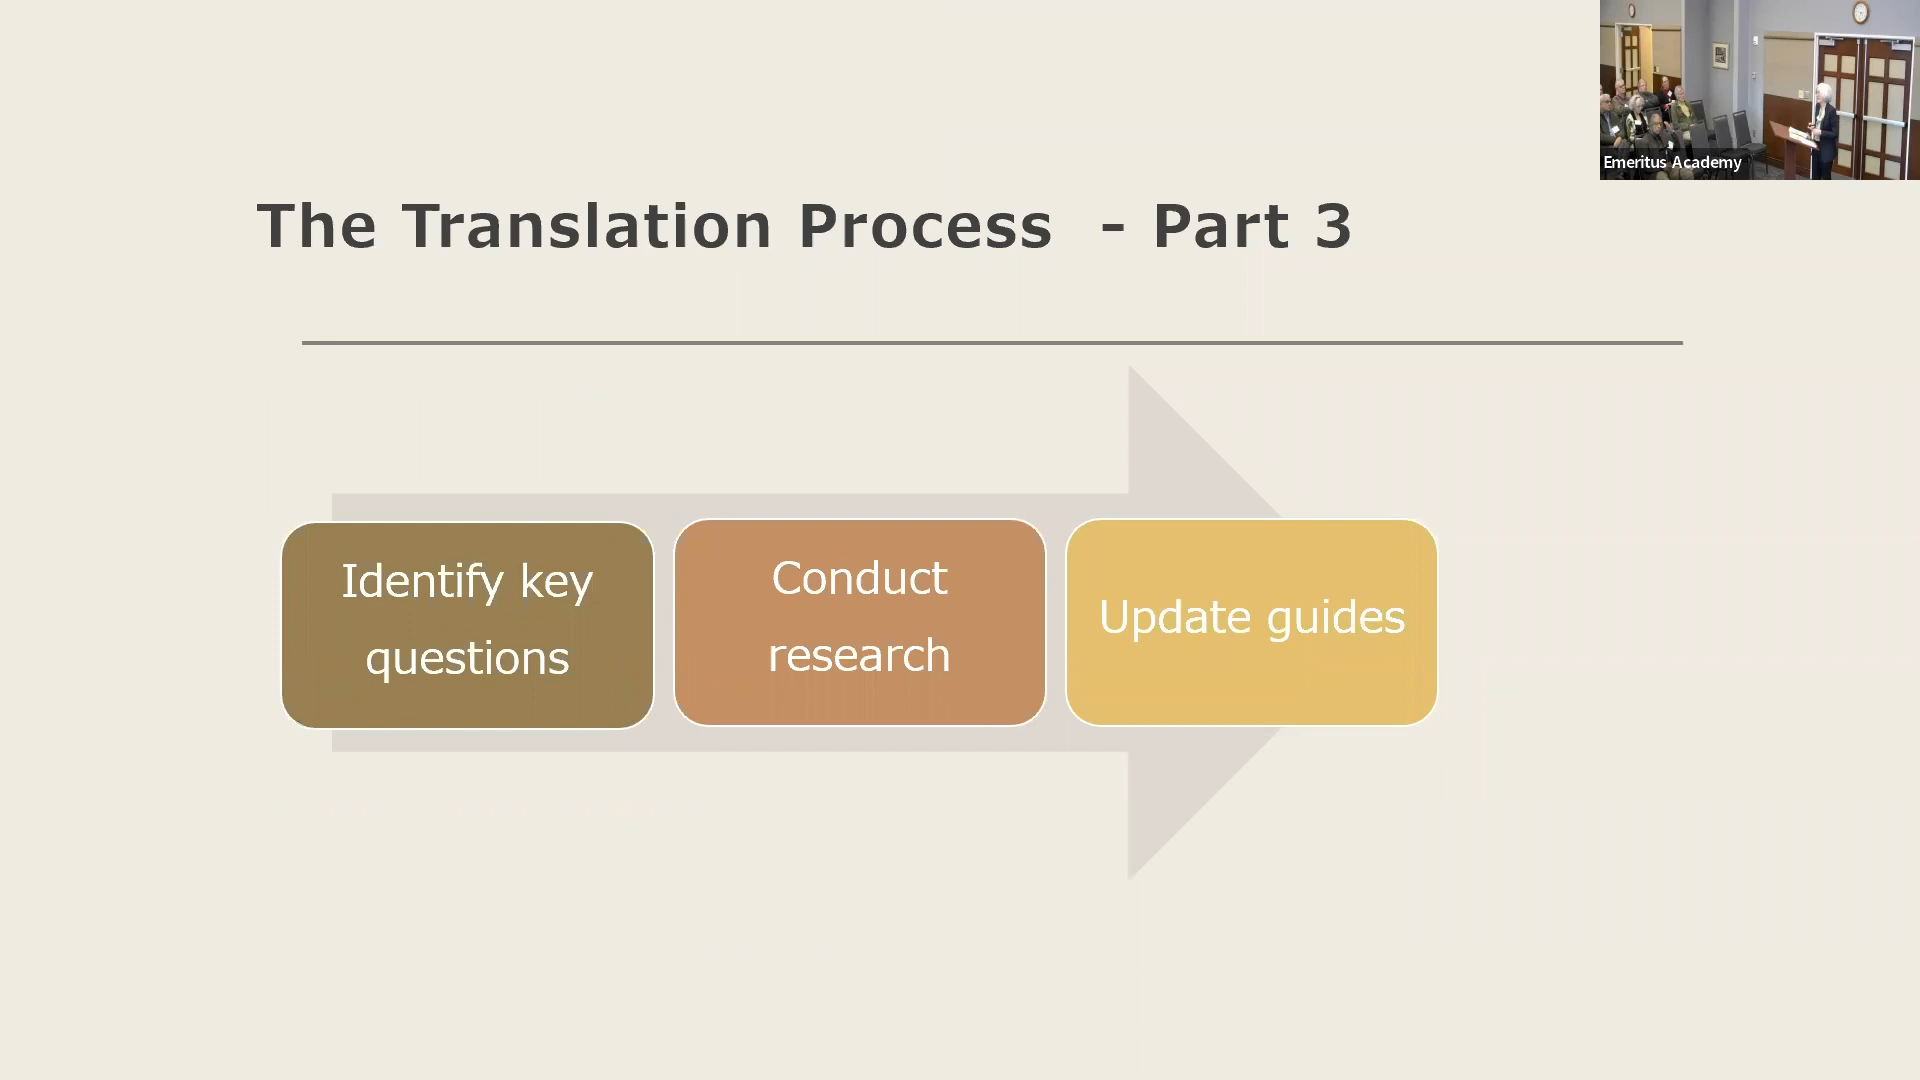 Emeritus Academy
The Translation Process - Part 3
Identify key
questions
Conduct
research
Update guides